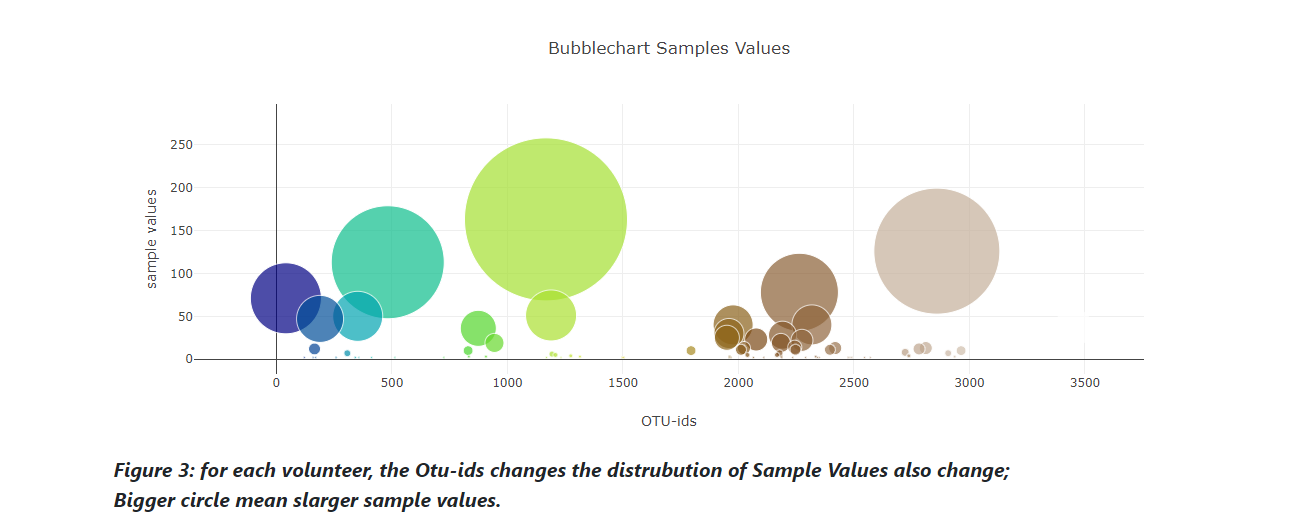 Bubblechart Samples Values
250
200
150
100
50
0
sample values
0 500 1000 1500 2000 2500 3000 3500
OTU-ids
Figure 3: for each volunteer, the Otu-ids changes the distrubution of Sample Values also change;
Bigger circle mean slarger sample values.